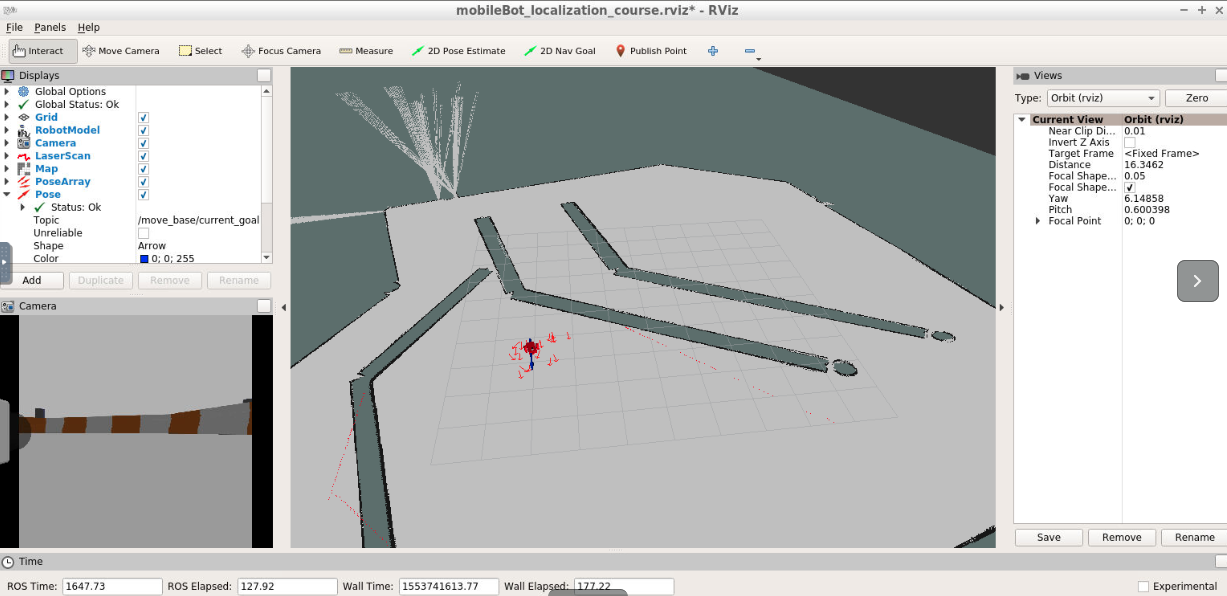 mobileBot_localization_course.rviz* - RViz
File Panels Help
Interact Move Camera Select Focus Camera Measure 2D Pose Estimate 2D Nav Goal Publish Point
Displays
Global Options
Global Status: Ok
Grid
RobotModel
Camera
LaserScan
Map
PoseArray
Pose
Status: Ok
Topic /move_base/current_goal
Unreliable
Shape Arrow
Color 0; 0; 255
Add Duplicate Remove Rename
Camera
Views
Type: Orbit (rviz) Zero
Current View Orbit (rviz)
Near Clip Di... 0.01
Invert Z Axis
Target Frame <Fixed Frame>
Distance 16.3462
Focal Shape... 0.05
Focal Shape...
Yaw 6.14858
Pitch 0.600398
Focal Point 0; 0; 0
Save Remove Rename
Time
ROS Time: 1647.73 ROS Elapsed: 127.92 Wall Time: 1553741613.77 Wall Elapsed: 177.22 Experimental